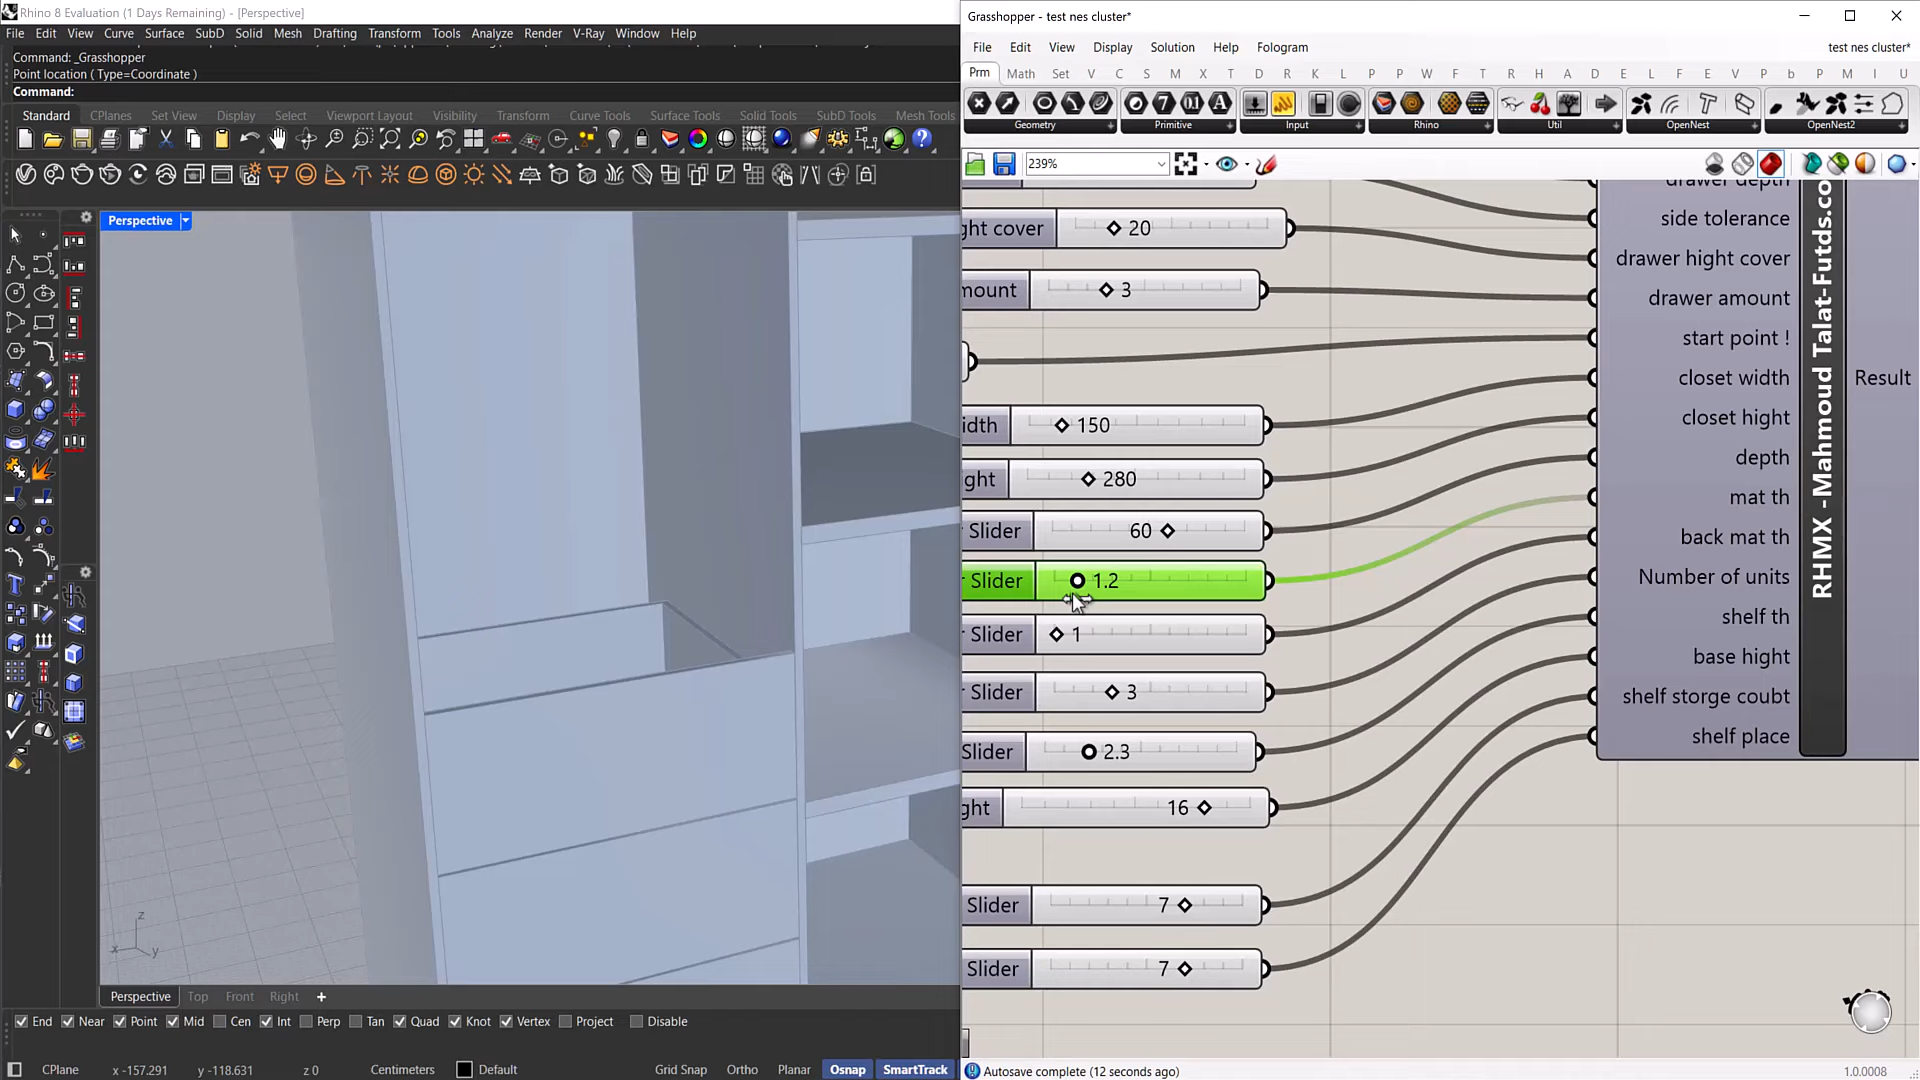 Rhino 8 Evaluation (1 Days Remaining) - [Perspective]
File Edit View Curve Surface SubD Solid Mesh Drafting Transform Tools Analyze Render V-Ray Window Help
Command: _Grasshopper
Point location ( Type=Coordinate )
Command:
Standard CPlanes Set View Display Select Viewport Layout Visibility Transform Curve Tools Surface Tools Solid Tools SubD Tools Mesh Tools
Perspective
z
x
y
Perspective Top Front Right
End Near Point Mid Cen Int Perp Tan Quad Knot Vertex Project Disable
CPlane x -157.291 y -118.631 z 0 Centimeters Default Grid Snap Ortho Planar Osnap SmartTrack
Grasshopper - test nes cluster*
File Edit View Display Solution Help Fologram test nes cluster*
Prm Math Set V C S M X T D R K L P P W F T R H A D E L F E V P b P M I U
Geometry Primitive Input Rhino Util OpenNest OpenNest2
239%
ght cover 20
mount 3
idth 150
ght 280
Slider 60
Slider 1.2
Slider 1
Slider 3
Slider 2.3
ght 16
Slider 7
Slider 7
drawer depth
side tolerance
drawer hight cover
drawer amount
start point !
closet width
closet hight
depth
mat th
back mat th
Number of units
shelf th
base hight
shelf storge coubt
shelf place
RHMX -Mahmoud Talat-Futds.co
Result
Autosave complete (12 seconds ago)
1.0.0008